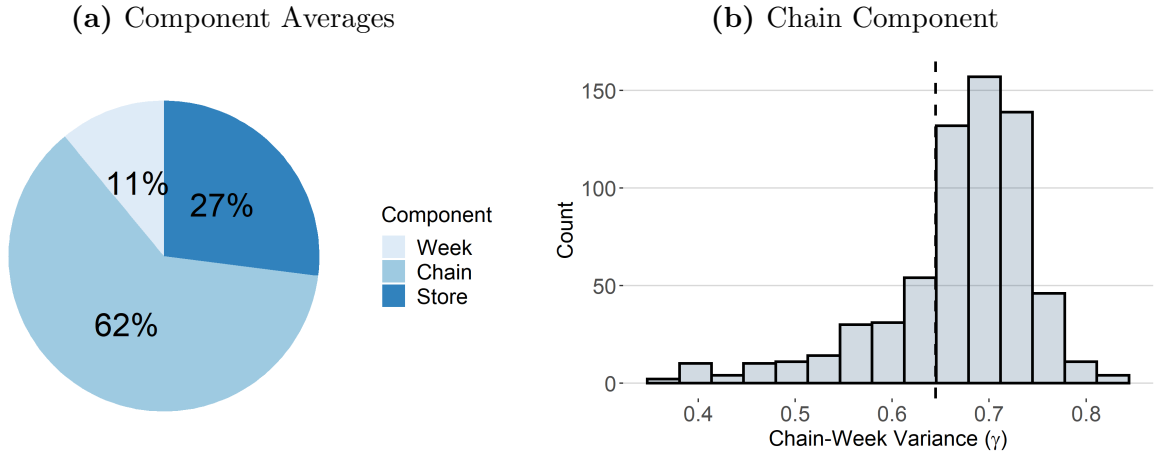 (a) Component Averages
11%
27%
62%
Component
Week
Chain
Store
(b) Chain Component
150
100
50
0
Count
0.4 0.5 0.6 0.7 0.8
Chain-Week Variance (γ)